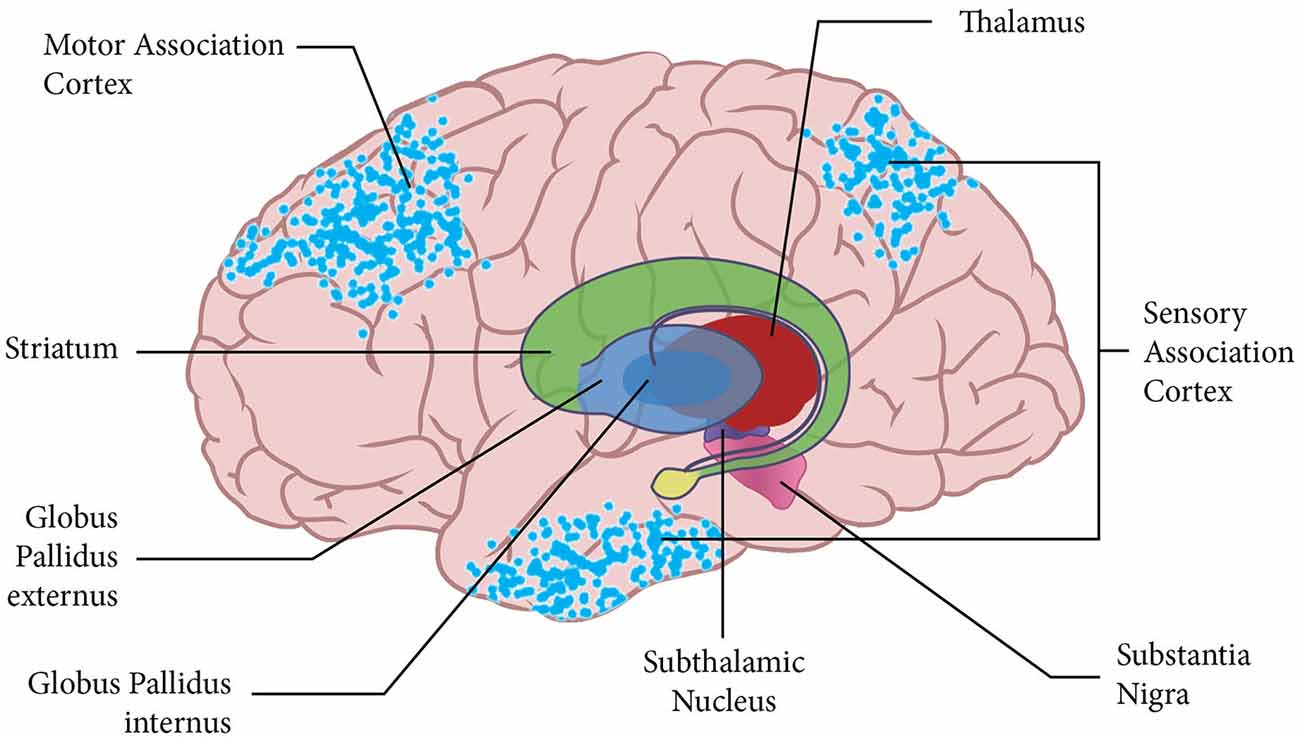 Motor Association
Cortex
Thalamus
Striatum
Sensory
Association
Cortex
Globus
Pallidus
externus
Globus Pallidus
internus
Subthalamic
Nucleus
Substantia
Nigra